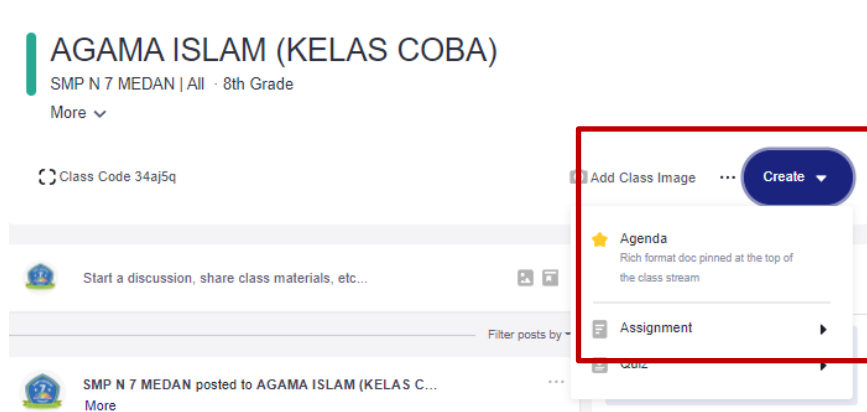 AGAMA ISLAM (KELAS COBA)
SMP N 7 MEDAN | All · 8th Grade
More
Class Code 34aj5q
Add Class Image ··· Create
Agenda
Rich format doc pinned at the top of
the class stream
Start a discussion, share class materials, etc...
Assignment
Filter posts by
Quiz
SMP N 7 MEDAN posted to AGAMA ISLAM (KELAS C...
More